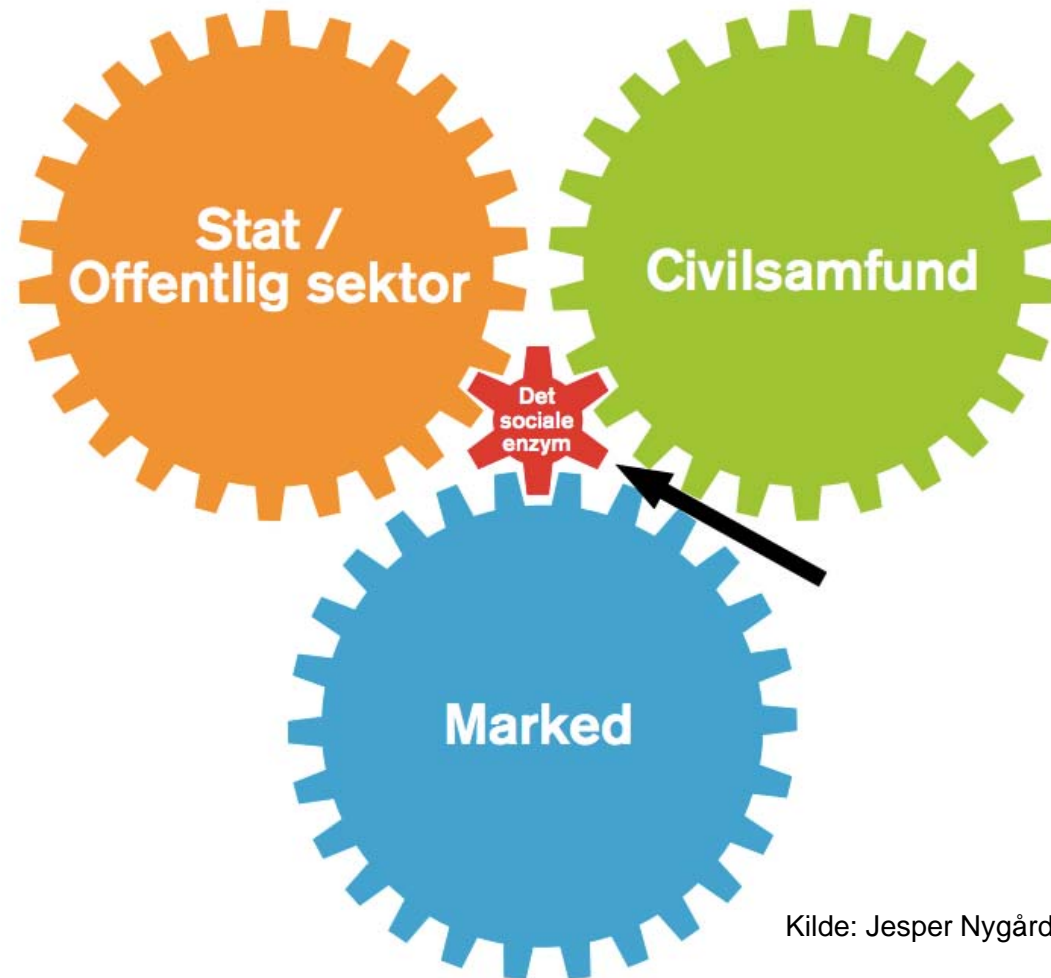 Stat /
Offentlig sektor
Civilsamfund
Det
sociale
enzym
Marked
Kilde: Jesper Nygård